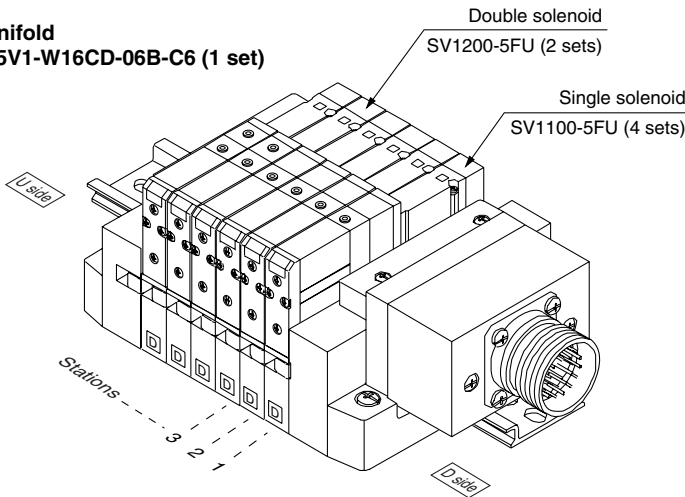 nifold
5V1-W16CD-06B-C6 (1 set)
Double solenoid
SV1200-5FU (2 sets)
Single solenoid
SV1100-5FU (4 sets)
U side
D D D D D D
Stations
3
2
1
D side